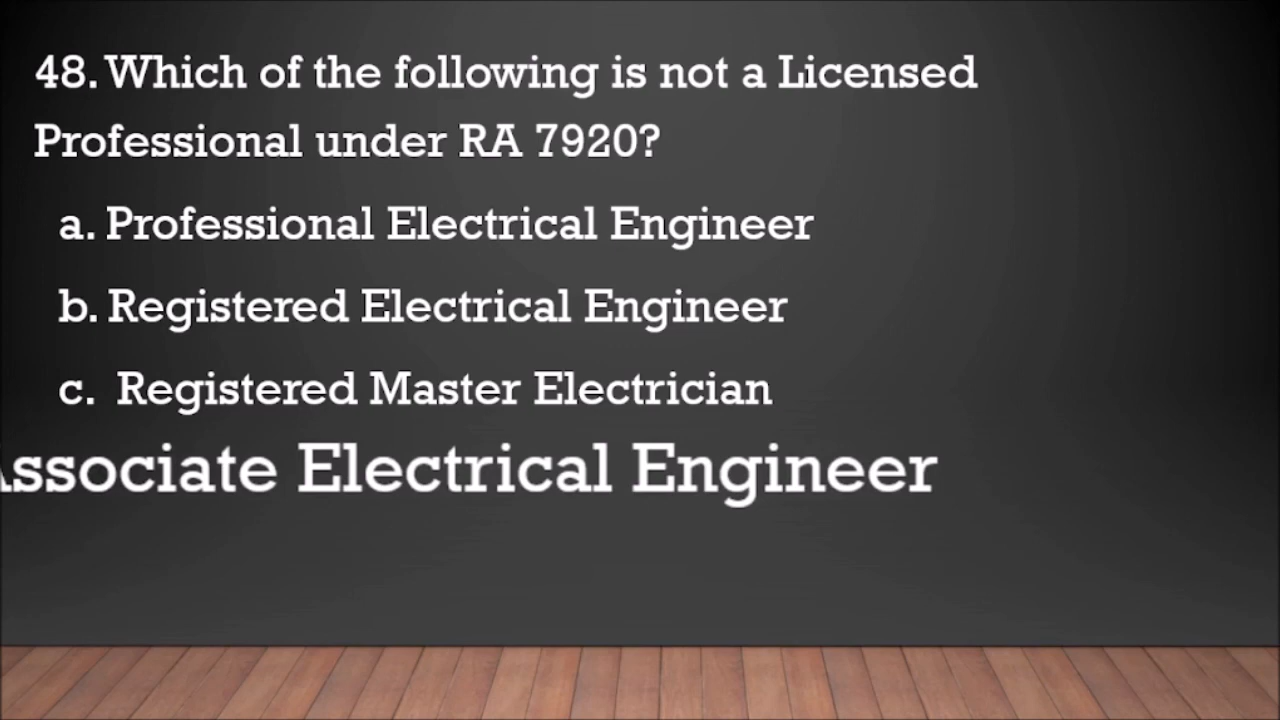 48. Which of the following is not a Licensed
Professional under RA 7920?
a. Professional Electrical Engineer
b. Registered Electrical Engineer
c. Registered Master Electrician
Associate Electrical Engineer